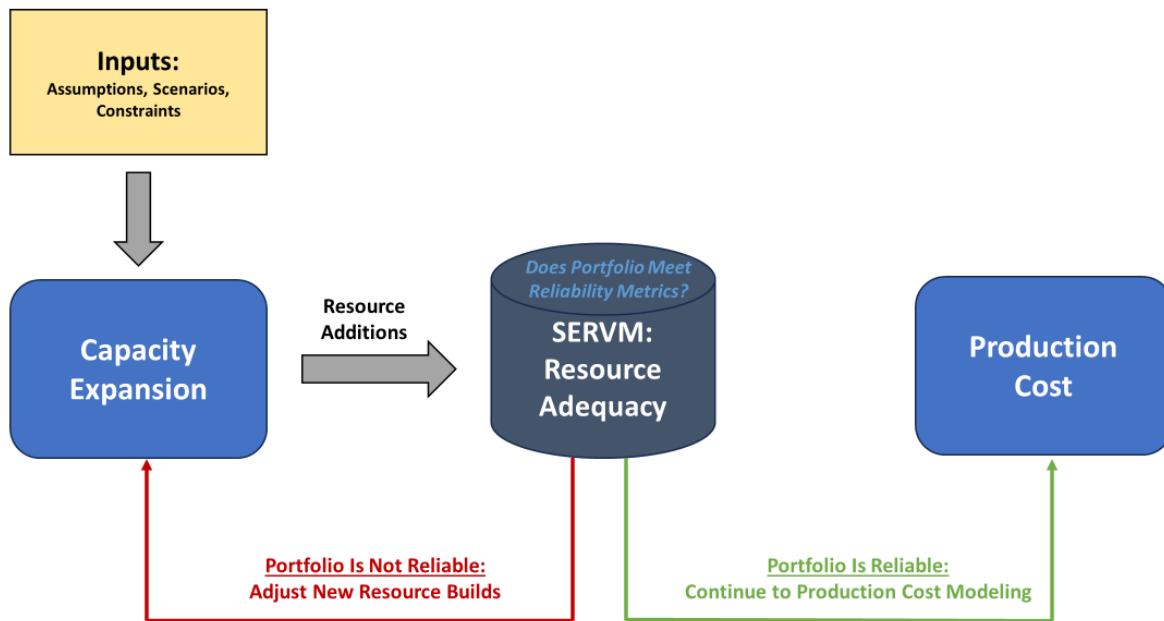 Inputs:
Assumptions, Scenarios,
Constraints
Capacity
Expansion
Resource
Additions
Does Portfolio Meet
Reliability Metrics?
SERVM:
Resource
Adequacy
Production
Cost
Portfolio Is Not Reliable:
Adjust New Resource Builds
Portfolio Is Reliable:
Continue to Production Cost Modeling